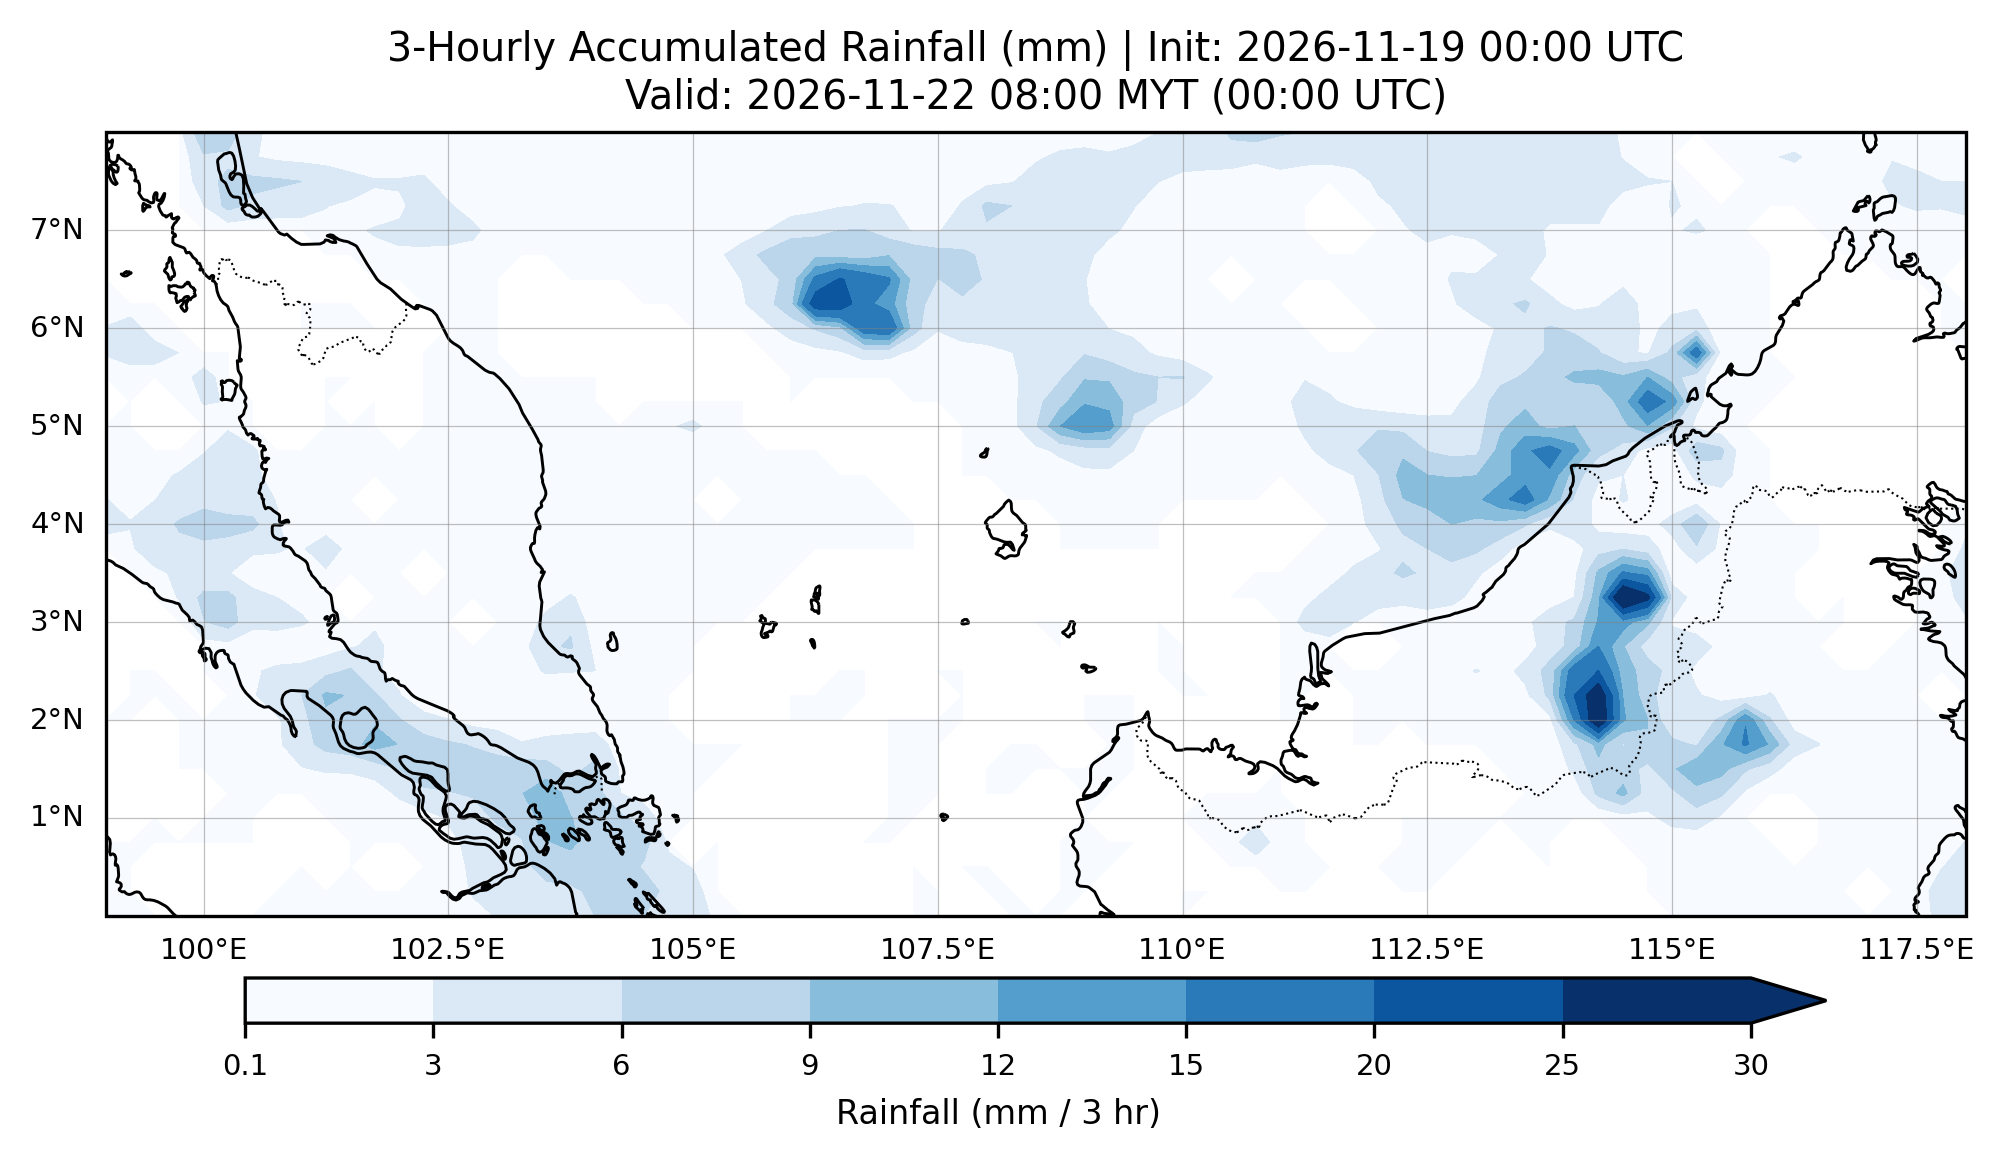 3-Hourly Accumulated Rainfall (mm) | Init: 2026-11-19 00:00 UTC
Valid: 2026-11-22 08:00 MYT (00:00 UTC)
7°N
6°N
5°N
4°N
3°N
2°N
1°N
100°E 102.5°E 105°E 107.5°E 110°E 112.5°E 115°E 117.5°E
0.1 3 6 9 12 15 20 25 30
Rainfall (mm / 3 hr)